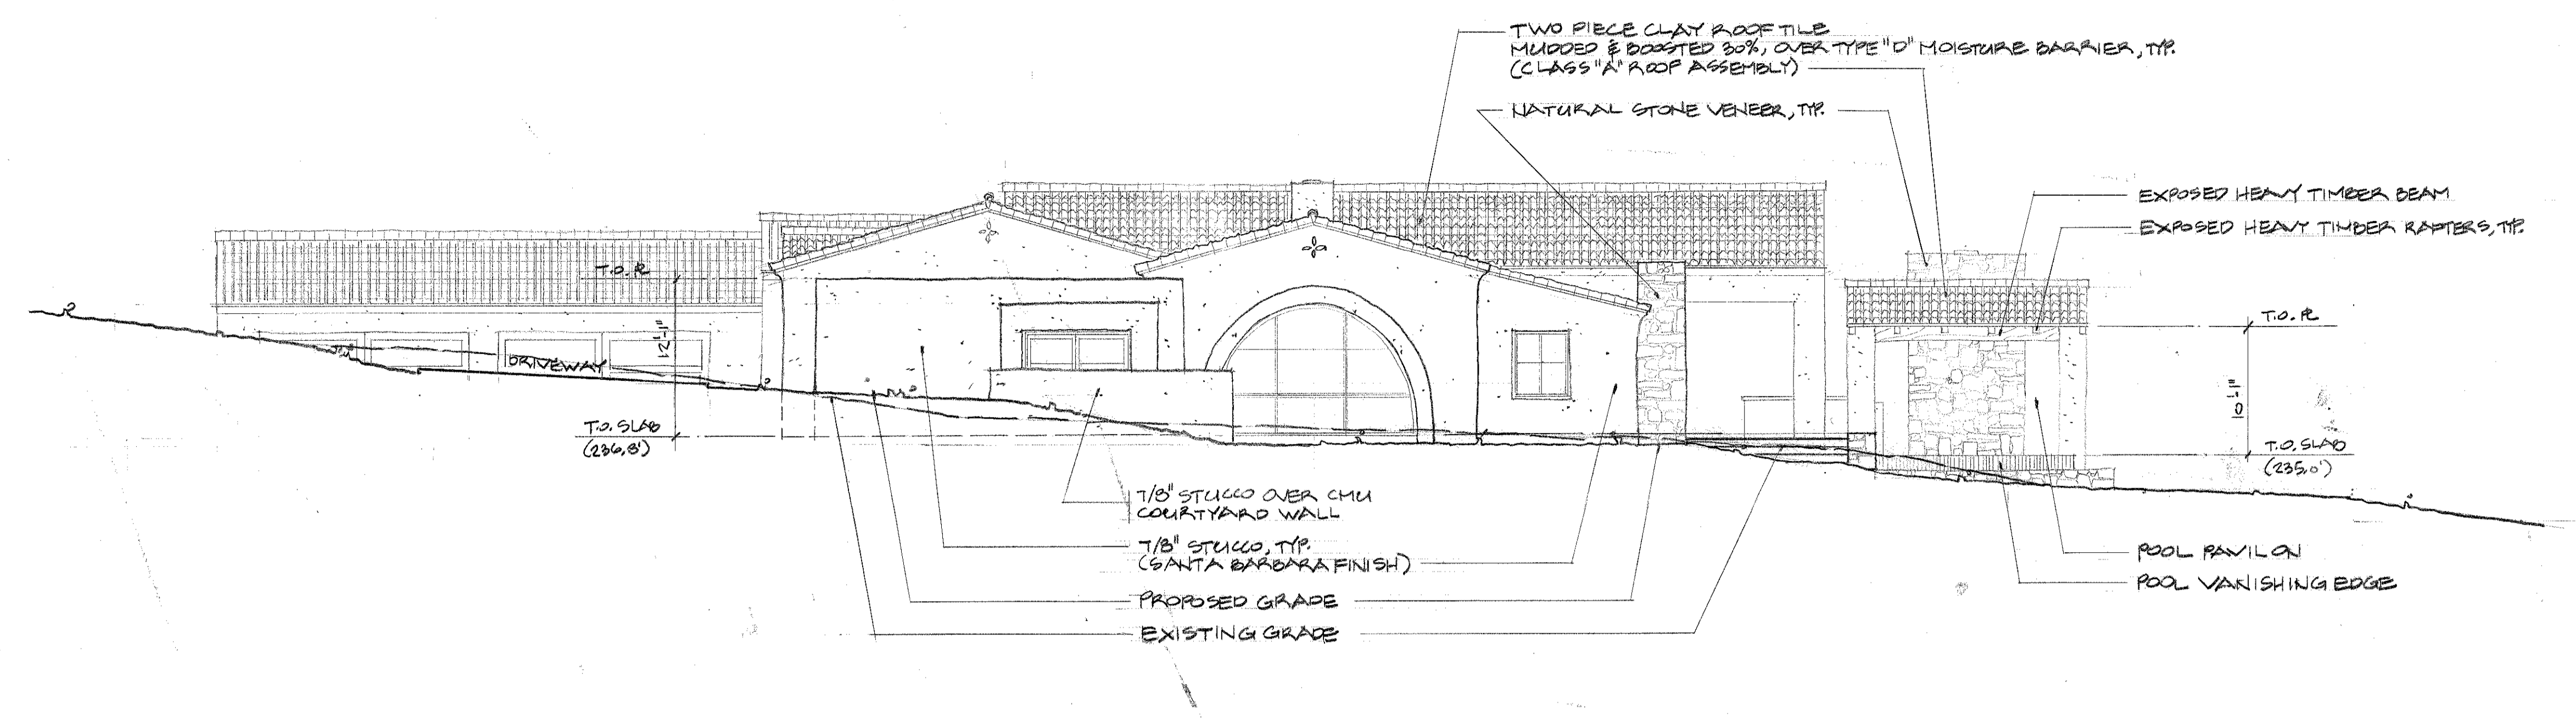 TWO PIECE CLAY ROOF TILE
MUDDED & BOOSTED 30%, OVER TYPE "D" MOISTURE BARRIER, TYP.
(CLASS "A" ROOF ASSEMBLY)
NATURAL STONE VENEER, TYP.
EXPOSED HEAVY TIMBER BEAM
EXPOSED HEAVY TIMBER RAFTERS, TYP.
T.O. PL
12'-1"
DRIVEWAY
T.O. SLAB
(236.8')
T.O. PL
10'-1"
T.O. SLAB
(235.0')
7/8" STUCCO OVER CMU
COURTYARD WALL
7/8" STUCCO, TYP.
(SANTA BARBARA FINISH)
PROPOSED GRADE
EXISTING GRADE
POOL PAVILON
POOL VANISHING EDGE